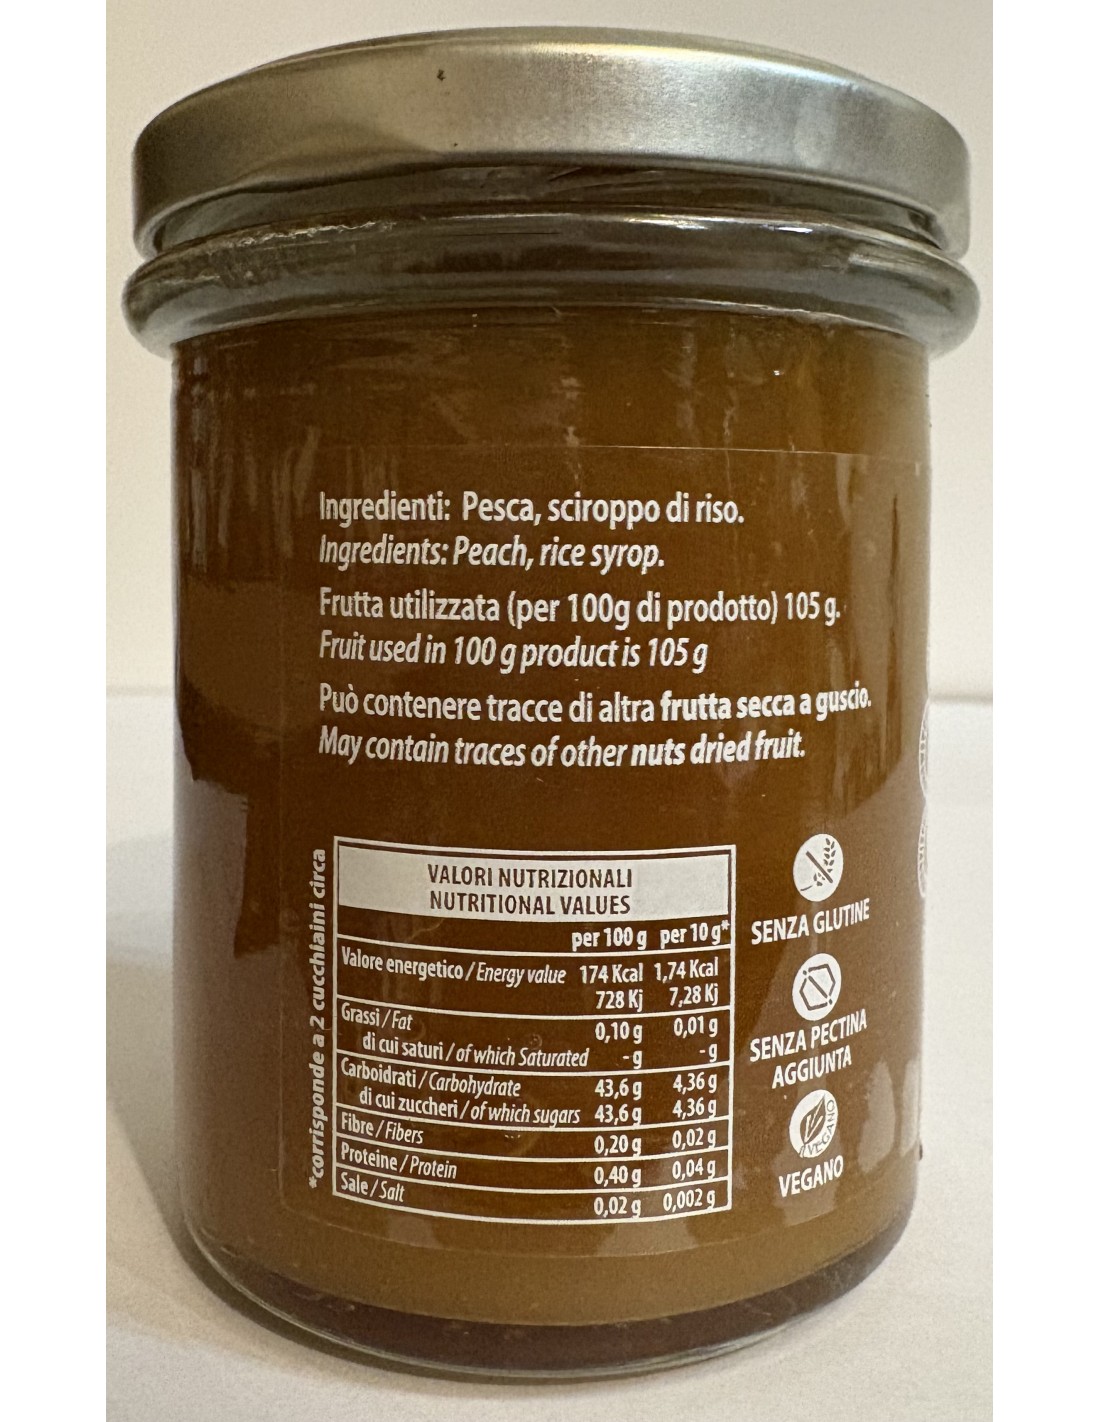 Ingredienti: Pesca, sciroppo di riso.
Ingredients: Peach, rice syrop.
Frutta utilizzata (per 100g di prodotto) 105 g.
Fruit used in 100 g product is 105 g
Può contenere tracce di altra frutta secca a guscio.
May contain traces of other nuts dried fruit.
*corrisponde a 2 cucchiaini circa
VALORI NUTRIZIONALI
NUTRITIONAL VALUES
per 100 g per 10 g*
Valore energetico / Energy value 174 Kcal 1,74 Kcal
728 Kj 7,28 Kj
Grassi / Fat 0,10 g 0,01 g
di cui saturi / of which Saturated - g - g
Carboidrati / Carbohydrate 43,6 g 4,36 g
di cui zuccheri / of which sugars 43,6 g 4,36 g
Fibre / Fibers 0,20 g 0,02 g
Proteine / Protein 0,40 g 0,04 g
Sale / Salt 0,02 g 0,002 g
SENZA GLUTINE
SENZA PECTINA
AGGIUNTA
VEGANO
VEGANO